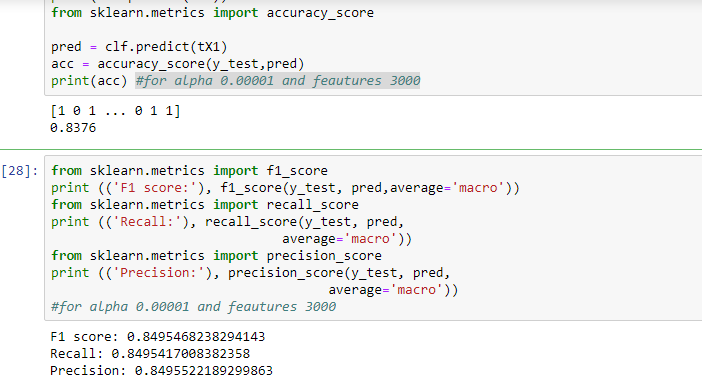 from sklearn.metrics import accuracy_score
pred = clf.predict(tX1)
acc = accuracy_score(y_test,pred)
print(acc) #for alpha 0.00001 and feautures 3000
[1 0 1 ... 0 1 1]
0.8376
[28]: from sklearn.metrics import f1_score
print (('F1 score:'), f1_score(y_test, pred,average='macro'))
from sklearn.metrics import recall_score
print (('Recall:'), recall_score(y_test, pred,
average='macro'))
from sklearn.metrics import precision_score
print (('Precision:'), precision_score(y_test, pred,
average='macro'))
#for alpha 0.00001 and feautures 3000
F1 score: 0.8495468238294143
Recall: 0.8495417008382358
Precision: 0.8495522189299863